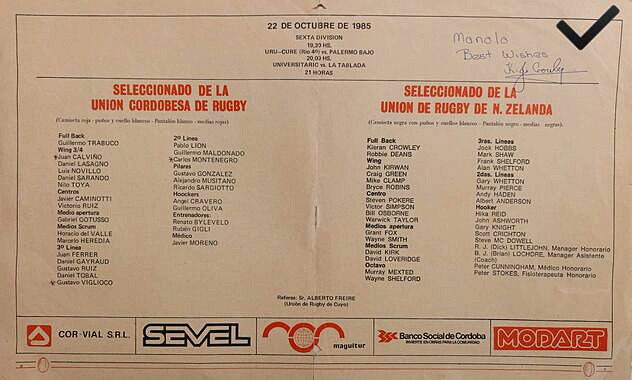 22 DE OCTUBRE DE 1985
SEXTA DIVISION
19,30 HS.
URU-CURE (Río 4º) vs. PALERMO BAJO
20,00 HS.
UNIVERSITARIO vs. LA TABLADA
21 HORAS
Manolo
Best Wishes
SELECCIONADO DE LA
UNION CORDOBESA DE RUGBY
(Camiseta roja - puños y cuello blancos - Pantalón blanco - medias rojas)
Full Back
Guillermo TRABUCO
Wing 3/4
Juan CALVIÑO
Daniel LASAGNO
Luis NOVILLO
Daniel SARANDO
Nilo TOYA
Centros
Javier CAMINOTTI
Victorio RUIZ
Medio apertura
Gabriel GOTUSSO
Medios Scrum
Horacio del VALLE
Marcelo HEREDIA
3ª Línea
Juan FERRER
Daniel GAYRAUD
Gustavo RUIZ
Daniel TOBAL
Gustavo VIGLIOCO
2ª Línea
Pablo LION
Guillermo MALDONADO
Carlos MONTENEGRO
Pilares
Gustavo GONZALEZ
Alejandro MUSITANO
Ricardo SARGIOTTO
Hoockers
Angel CRAVERO
Guillermo OLIVA
Entrenadores:
Renato BYLEVELO
Rubén GIGLI
Médico
Javier MORENO
SELECCIONADO DE LA
UNION DE RUGBY DE N. ZELANDA
(Camiseta negra con puños y cuellos blancos - Pantalón negro - medias negras).
Full Back
Kieran CROWLEY
Robbie DEANS
Wing
John KIRWAN
Craig GREEN
Mike CLAMP
Bryce ROBINS
Centro
Steven POKERE
Victor SIMPSON
Bill OSBORNE
Warwick TAYLOR
Medios apertura
Grant FOX
Wayne SMITH
Medios Scrum
David KIRK
David LOVERIDGE
Octavo
Murray MEXTED
Wayne SHELFORD
3ras. Líneas
Jock HOBBS
Mark SHAW
Frank SHELFORD
Alan WHETTON
2das. Líneas
Gary WHETTON
Murray PIERCE
Andy HADEN
Albert ANDERSON
Hooker
Hika REID
John ASHWORTH
Gary KNIGHT
Scott CRICHTON
Steve MC DOWELL
R. J. (Dick) LITTLEJOHN, Manager Honorario
B. J. (Brian) LOCHORE, Manager Asistente
(Coach)
Peter CUNNINGHAM, Médico Honorario
Peter STOKES, Fisioterapeuta Honorario
Referee: Sr. ALBERTO FREIRE
(Unión de Rugby de Cuyo)
COR-VIAL S.R.L.
SEVEL
maguitur
Banco Social de Córdoba
MODART